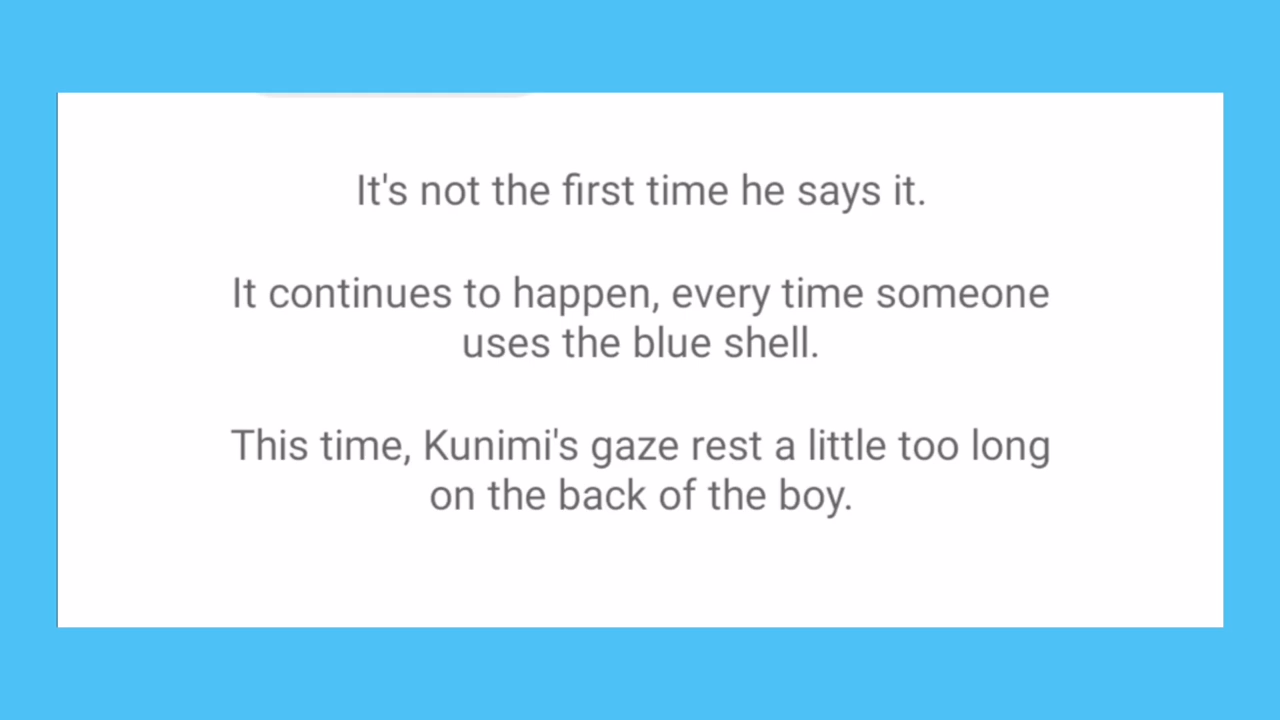 It's not the first time he says it.
It continues to happen, every time someone
uses the blue shell.
This time, Kunimi's gaze rest a little too long
on the back of the boy.